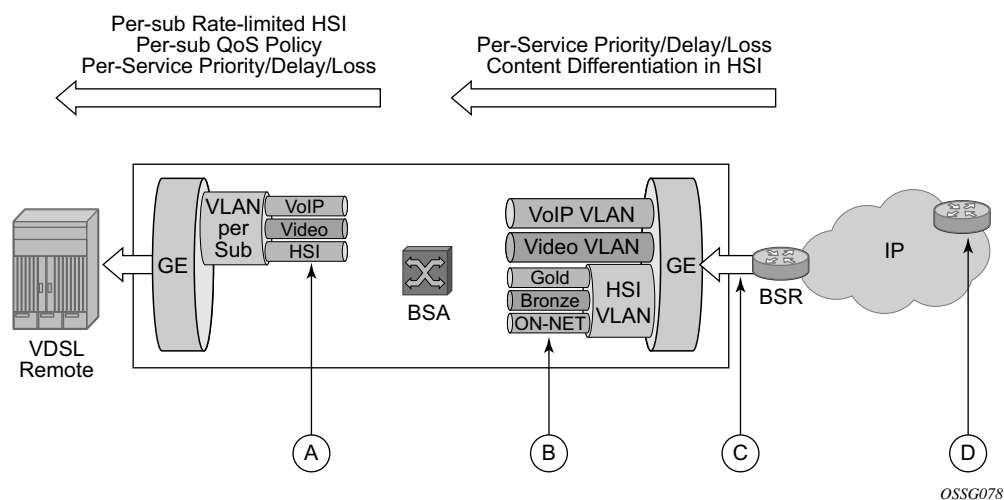 Per-sub Rate-limited HSI
Per-sub QoS Policy
Per-Service Priority/Delay/Loss
Per-Service Priority/Delay/Loss
Content Differentiation in HSI
VDSL
Remote
GE
VLAN
per
Sub
VoIP
Video
HSI
BSA
VoIP VLAN
Video VLAN
Gold
Bronze
ON-NET
HSI
VLAN
GE
BSR
IP
A
B
C
D
OSSG078